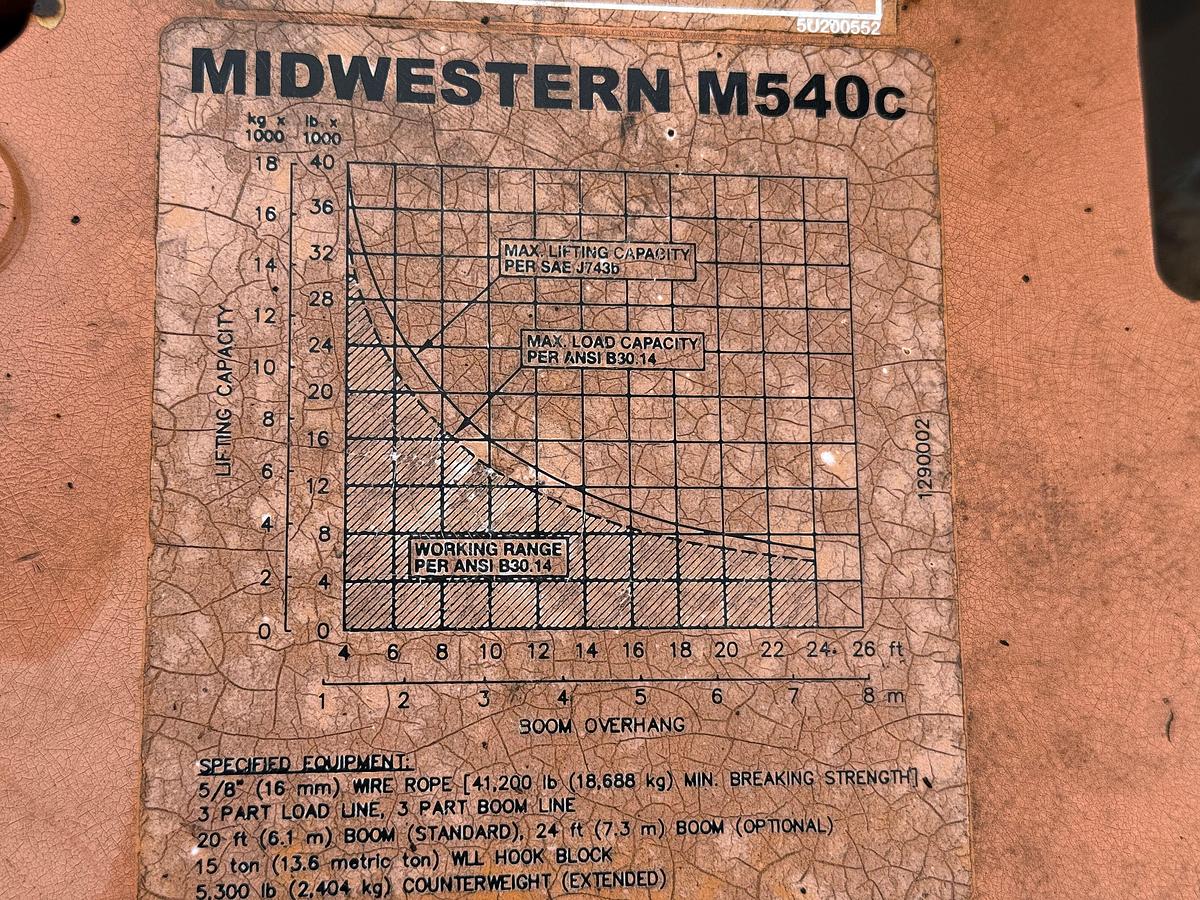 5U200552
MIDWESTERN M540c
kg x lb x
1000 1000
18 40
16 36
14 32
12 28
10 24
8 20
6 16
4 12
2 8
0 4
0
LIFTING CAPACITY
MAX. LIFTING CAPACITY
PER SAE J743b
MAX. LOAD CAPACITY
PER ANSI B30.14
WORKING RANGE
PER ANSI B30.14
1290002
4 6 8 10 12 14 16 18 20 22 24 26 ft
1 2 3 4 5 6 7 8 m
BOOM OVERHANG
SPECIFIED EQUIPMENT:
5/8" (16 mm) WIRE ROPE [41,200 lb (18,688 kg) MIN. BREAKING STRENGTH]
3 PART LOAD LINE, 3 PART BOOM LINE
20 ft (6.1 m) BOOM (STANDARD), 24 ft (7.3 m) BOOM (OPTIONAL)
15 ton (13.6 metric ton) WLL HOOK BLOCK
5,300 lb (2,404 kg) COUNTERWEIGHT (EXTENDED)